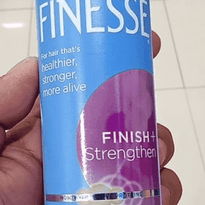 FINESSE
For hair that's
healthier,
stronger,
more alive
FINISH+
Strengthen